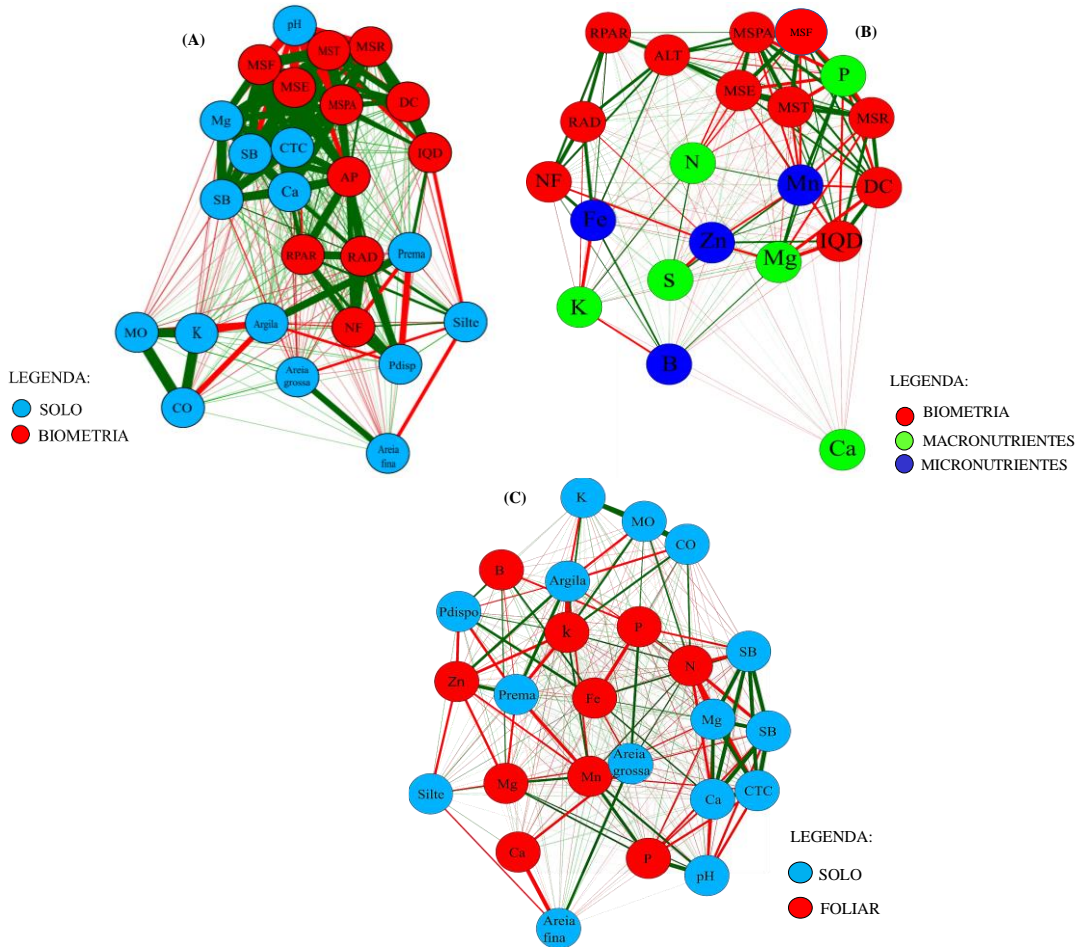 (A)
pH
MSF
MST
MSR
MSE
MSPA
DC
Mg
SB
CTC
IQD
SB
Ca
AP
RPAR
RAD
Prema
MO
K
Argila
NF
Silte
Areia
grossa
Pdisp
CO
Areia
fina
LEGENDA:
SOLO
BIOMETRIA
(B)
RPAR
ALT
MSPA
MSF
P
MSE
MST
MSR
RAD
N
NF
Mn
DC
Fe
Zn
IQD
S
Mg
K
B
Ca
LEGENDA:
BIOMETRIA
MACRONUTRIENTES
MICRONUTRIENTES
(C)
K
MO
CO
B
Argila
Pdispo
k
P
N
SB
Zn
Prema
Fe
Mg
SB
Areia
grossa
Silte
Mg
Mn
Ca
CTC
Ca
P
pH
Areia
fina
LEGENDA:
SOLO
FOLIAR